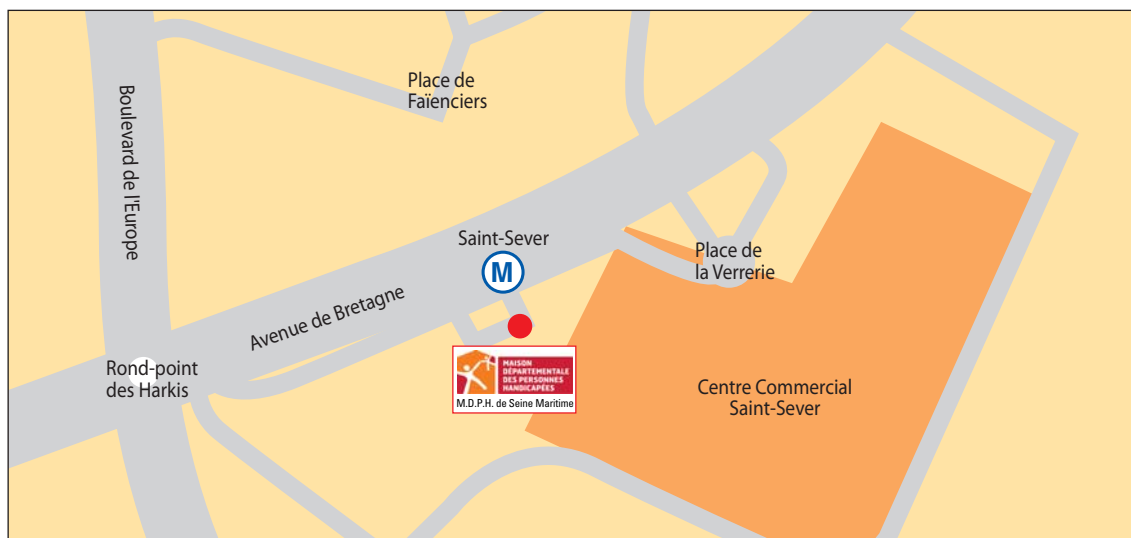 Place de
Faïenciers
Boulevard de l'Europe
Saint-Sever
M
Place de
la Verrerie
Avenue de Bretagne
Rond-point
des Harkis
MAISON
DÉPARTEMENTALE
DES PERSONNES
HANDICAPÉES
M.D.P.H. de Seine Maritime
Centre Commercial
Saint-Sever